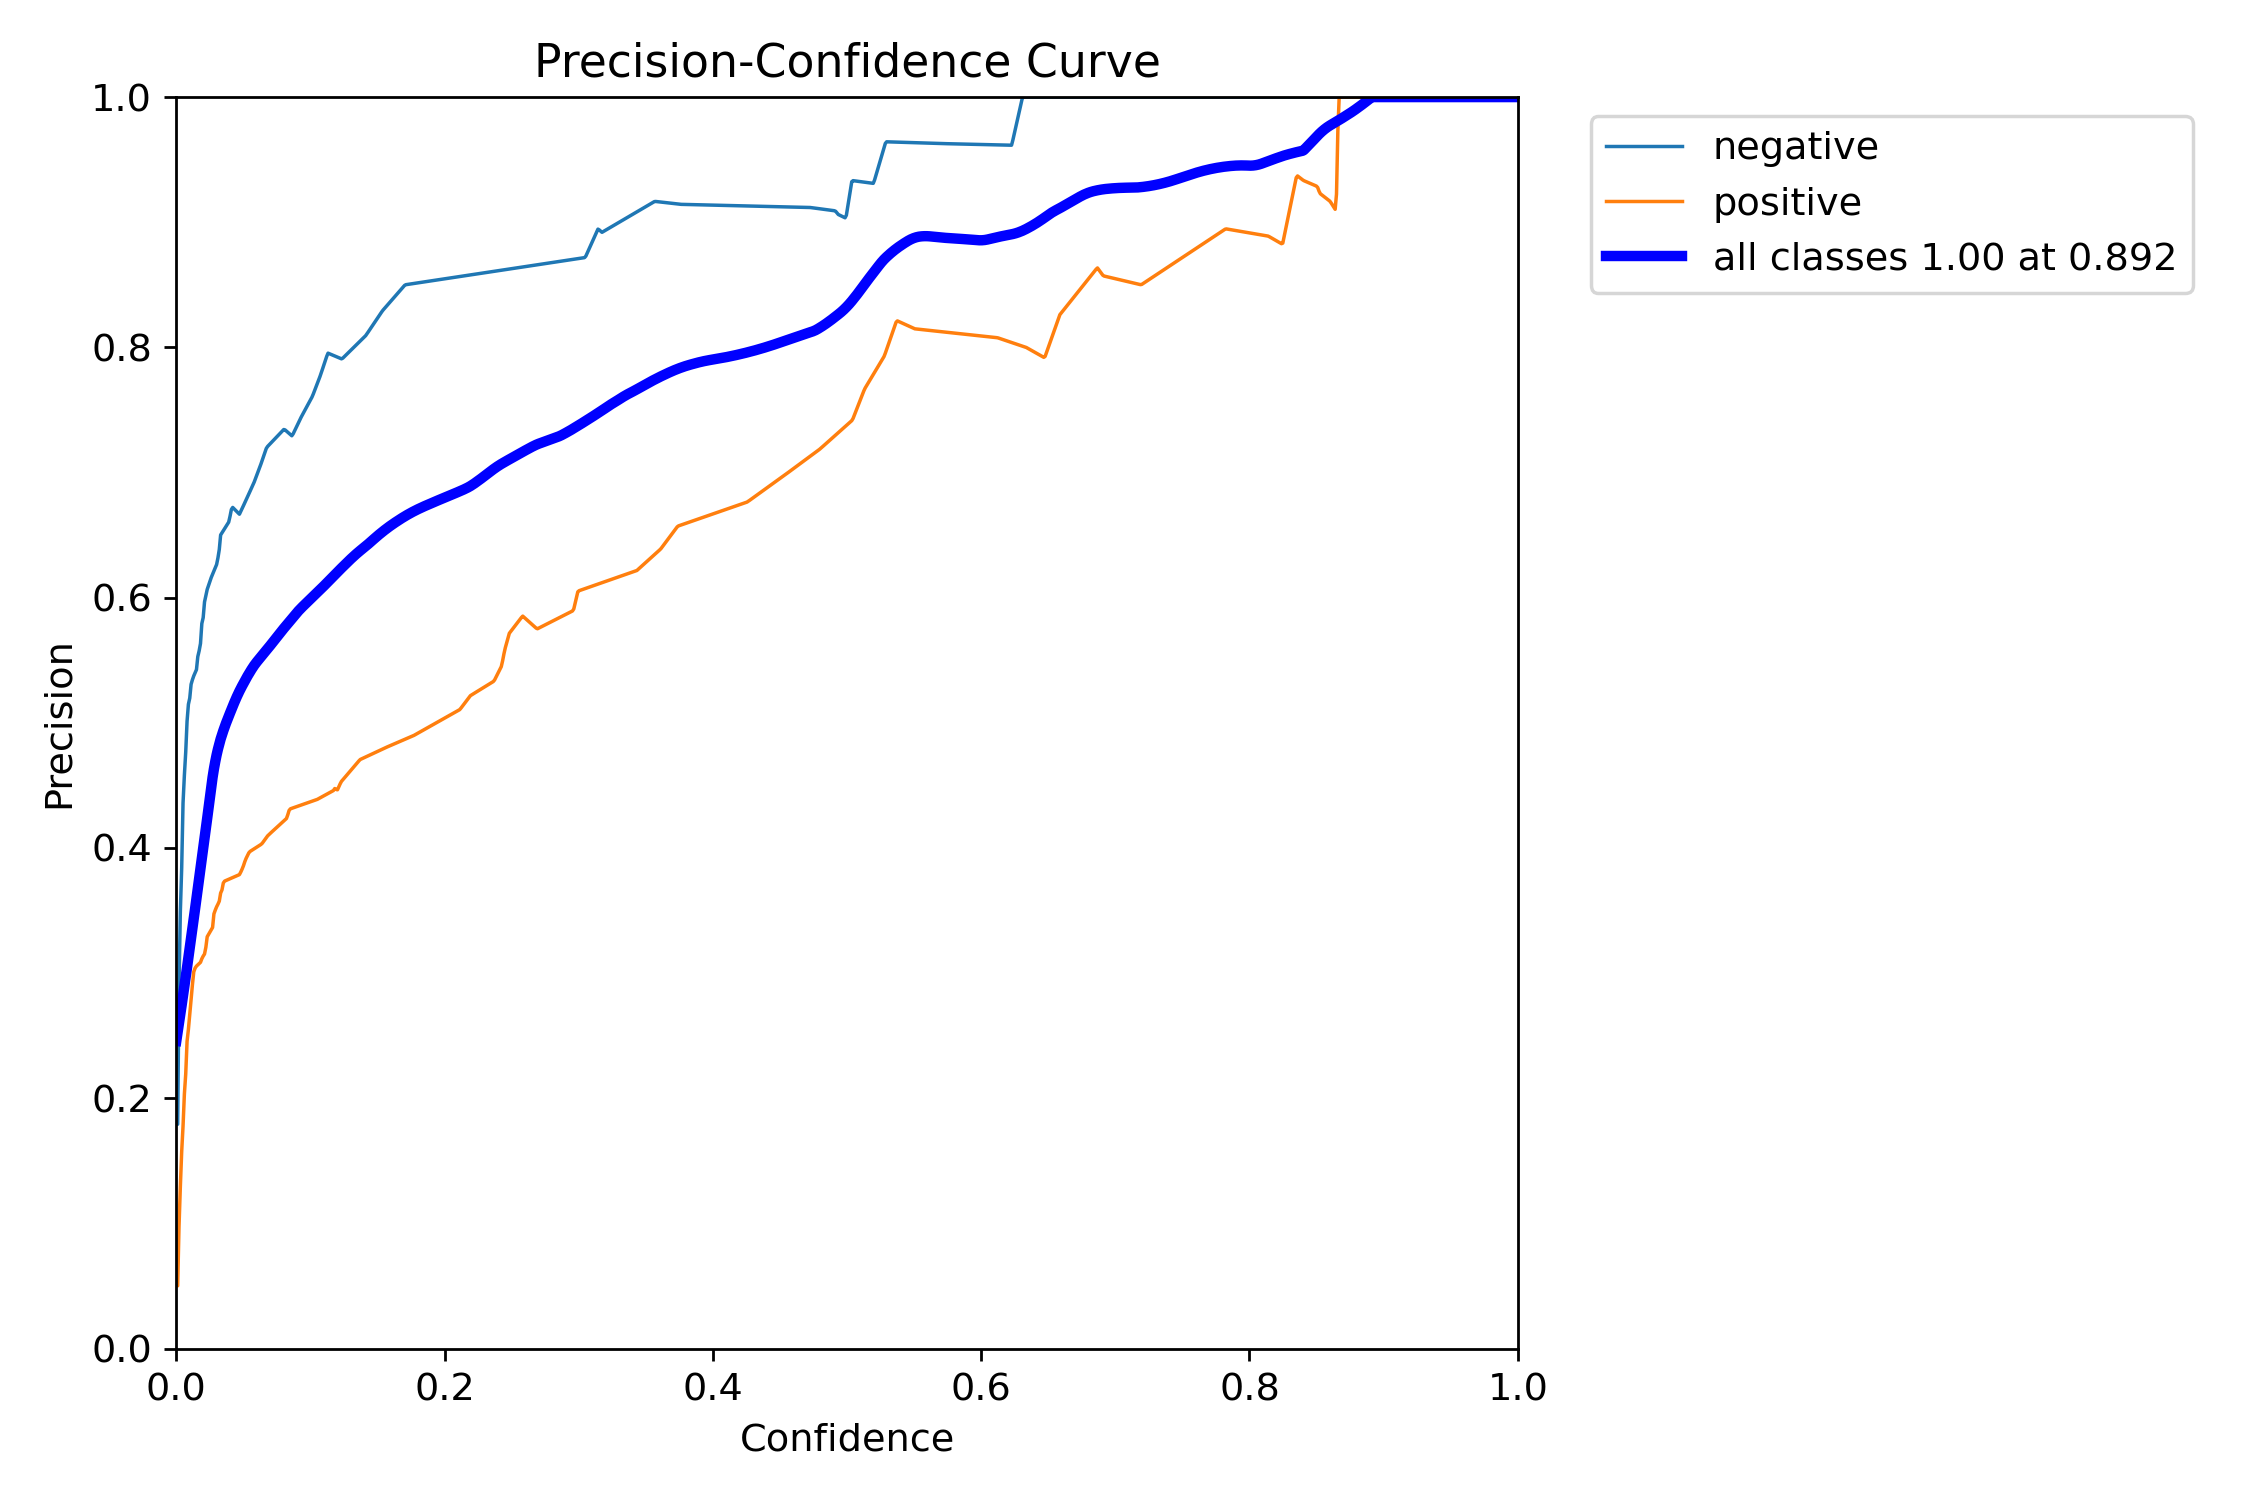 Precision-Confidence Curve
1.0
0.8
0.6
0.4
0.2
0.0
Precision
0.0 0.2 0.4 0.6 0.8 1.0
Confidence
negative
positive
all classes 1.00 at 0.892